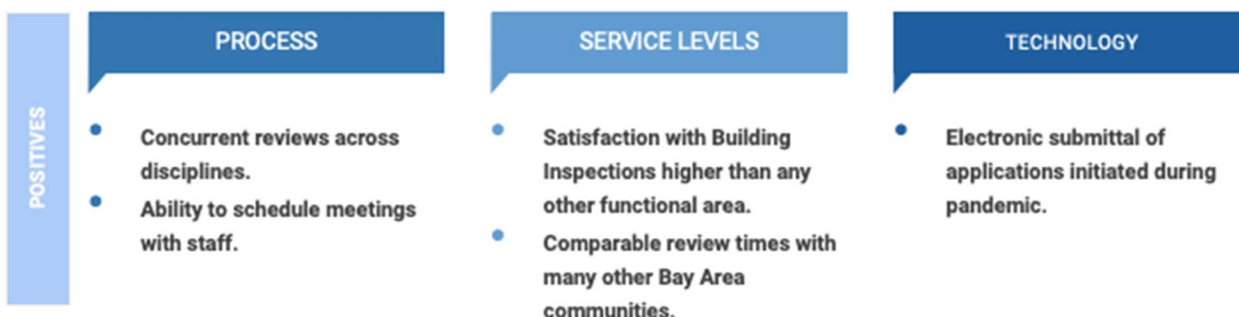 POSITIVES
PROCESS
Concurrent reviews across
disciplines.
Ability to schedule meetings
with staff.
SERVICE LEVELS
Satisfaction with Building
Inspections higher than any
other functional area.
Comparable review times with
many other Bay Area
communities.
TECHNOLOGY
Electronic submittal of
applications initiated during
pandemic.